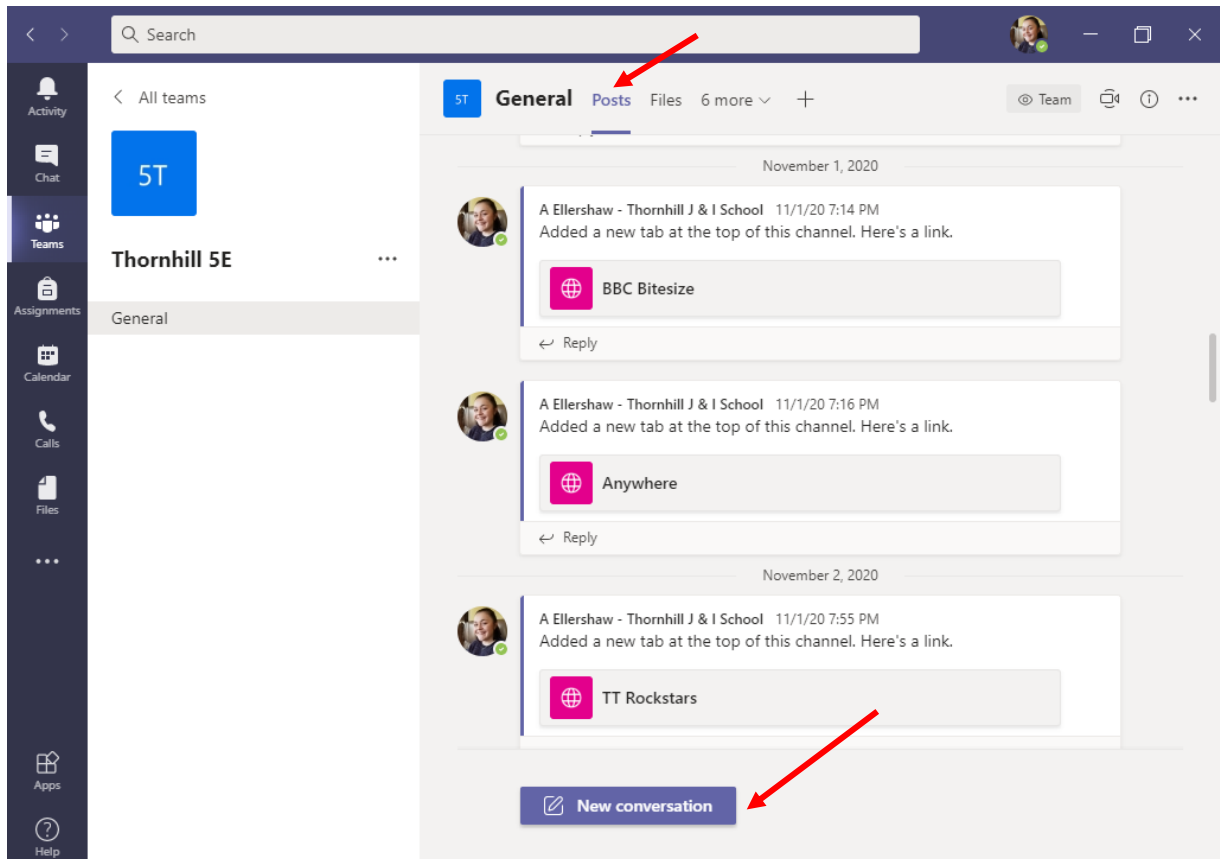 Search
Activity
Chat
Teams
Assignments
Calendar
Calls
Files
Apps
Help
All teams
5T
Thornhill 5E
General
5T General Posts Files 6 more
Team
November 1, 2020
A Ellershaw - Thornhill J & I School 11/1/20 7:14 PM
Added a new tab at the top of this channel. Here's a link.
BBC Bitesize
Reply
A Ellershaw - Thornhill J & I School 11/1/20 7:16 PM
Added a new tab at the top of this channel. Here's a link.
Anywhere
Reply
November 2, 2020
A Ellershaw - Thornhill J & I School 11/1/20 7:55 PM
Added a new tab at the top of this channel. Here's a link.
TT Rockstars
New conversation